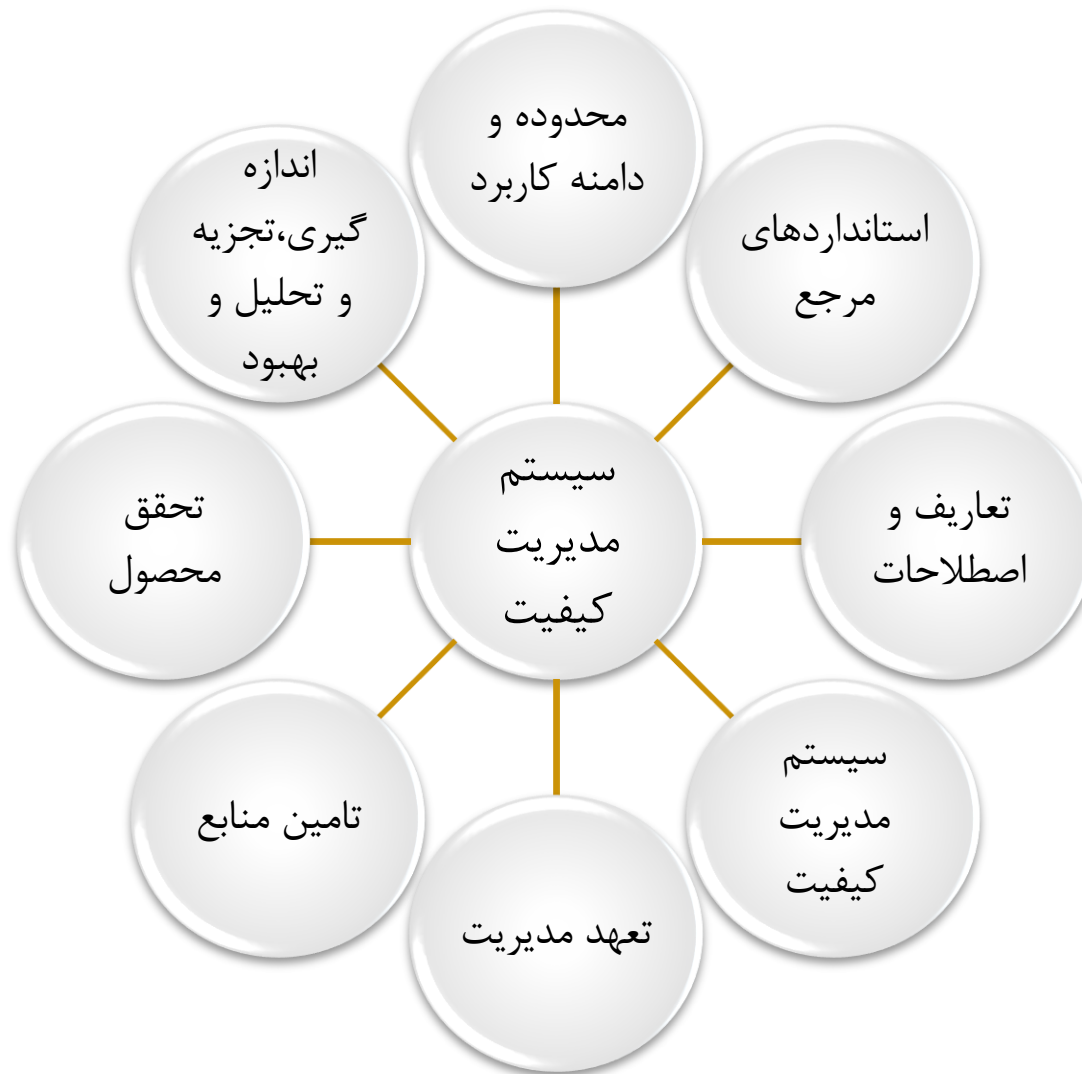 محدوده و
دامنه کاربرد
استانداردهای
مرجع
تعاریف و
اصطلاحات
سیستم
مدیریت
کیفیت
تعهد مدیریت
تامین منابع
تحقق
محصول
اندازه
گیری،تجزیه
و تحلیل و
بهبود
سیستم
مدیریت
کیفیت